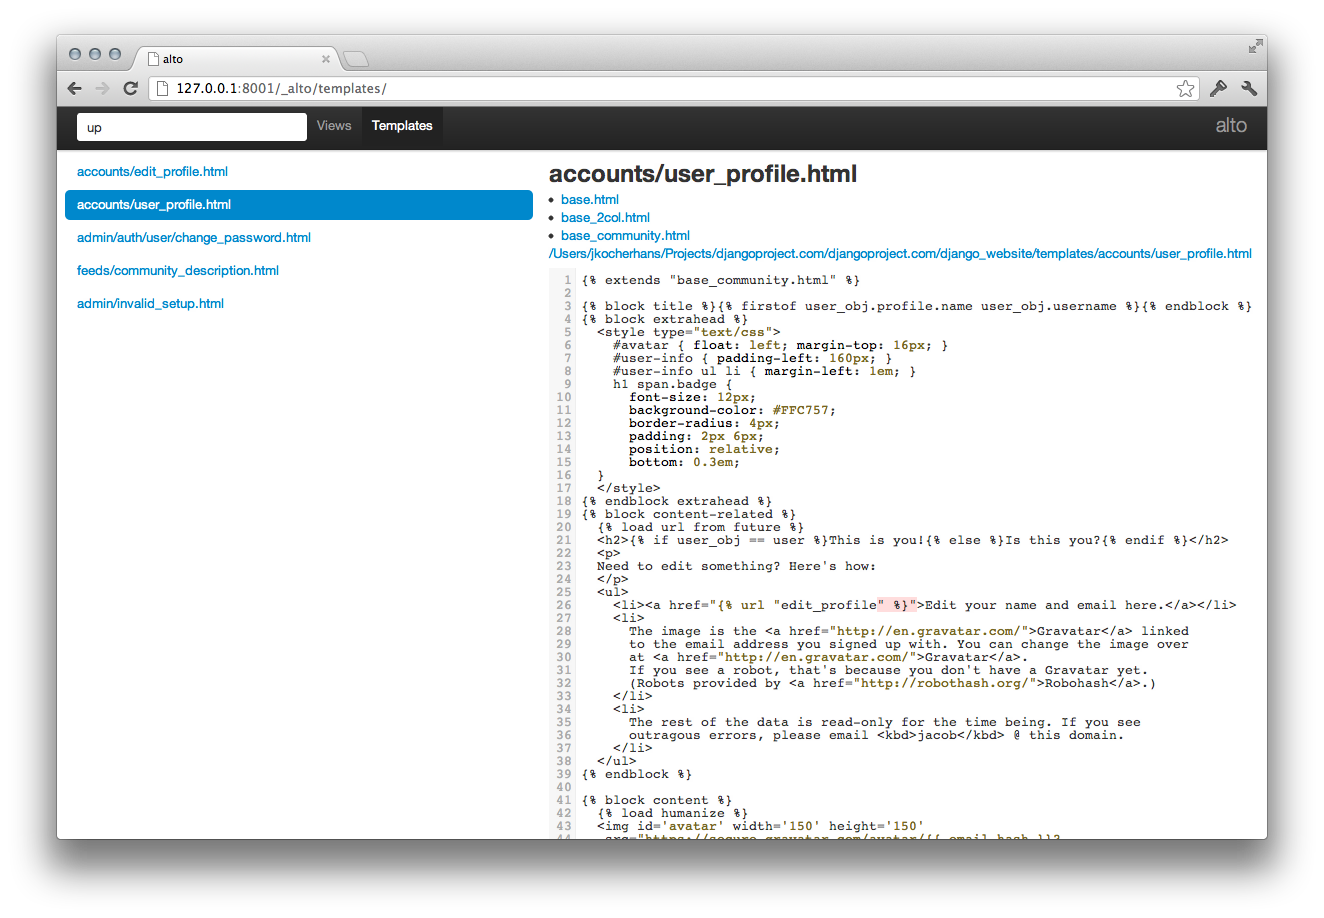 alto
127.0.0.1:8001/_alto/templates/
up
Views
Templates
alto
accounts/edit_profile.html
accounts/user_profile.html
admin/auth/user/change_password.html
feeds/community_description.html
admin/invalid_setup.html
accounts/user_profile.html
• base.html
• base_2col.html
• base_community.html
/Users/jkocherhans/Projects/djangoproject.com/djangoproject.com/django_website/templates/accounts/user_profile.html
1 {% extends "base_community.html" %}
2
3 {% block title %}{% firstof user_obj.profile.name user_obj.username %}{% endblock %}
4 {% block extrahead %}
5   <style type="text/css">
6     #avatar { float: left; margin-top: 16px; }
7     #user-info { padding-left: 160px; }
8     #user-info ul li { margin-left: 1em; }
9     h1 span.badge {
10       font-size: 12px;
11       background-color: #FFC757;
12       border-radius: 4px;
13       padding: 2px 6px;
14       position: relative;
15       bottom: 0.3em;
16   }
17   </style>
18 {% endblock extrahead %}
19 {% block content-related %}
20   {% load url from future %}
21   <h2>{% if user_obj == user %}This is you!{% else %}Is this you?{% endif %}</h2>
22   <p>
23   Need to edit something? Here's how:
24   </p>
25   <ul>
26     <li><a href="{% url "edit_profile" %}">Edit your name and email here.</a></li>
27     <li>
28       The image is the <a href="http://en.gravatar.com/">Gravatar</a> linked
29       to the email address you signed up with. You can change the image over
30       at <a href="http://en.gravatar.com/">Gravatar</a>.
31       If you see a robot, that's because you don't have a Gravatar yet.
32       (Robots provided by <a href="http://robothash.org/">Robohash</a>.)
33     </li>
34     <li>
35       The rest of the data is read-only for the time being. If you see
36       outragous errors, please email <kbd>jacob</kbd> @ this domain.
37     </li>
38   </ul>
39 {% endblock %}
40
41 {% block content %}
42   {% load humanize %}
43   <img id='avatar' width='150' height='150'
44    src="https://secure.gravatar.com/avatar/{{ email_hash }}?